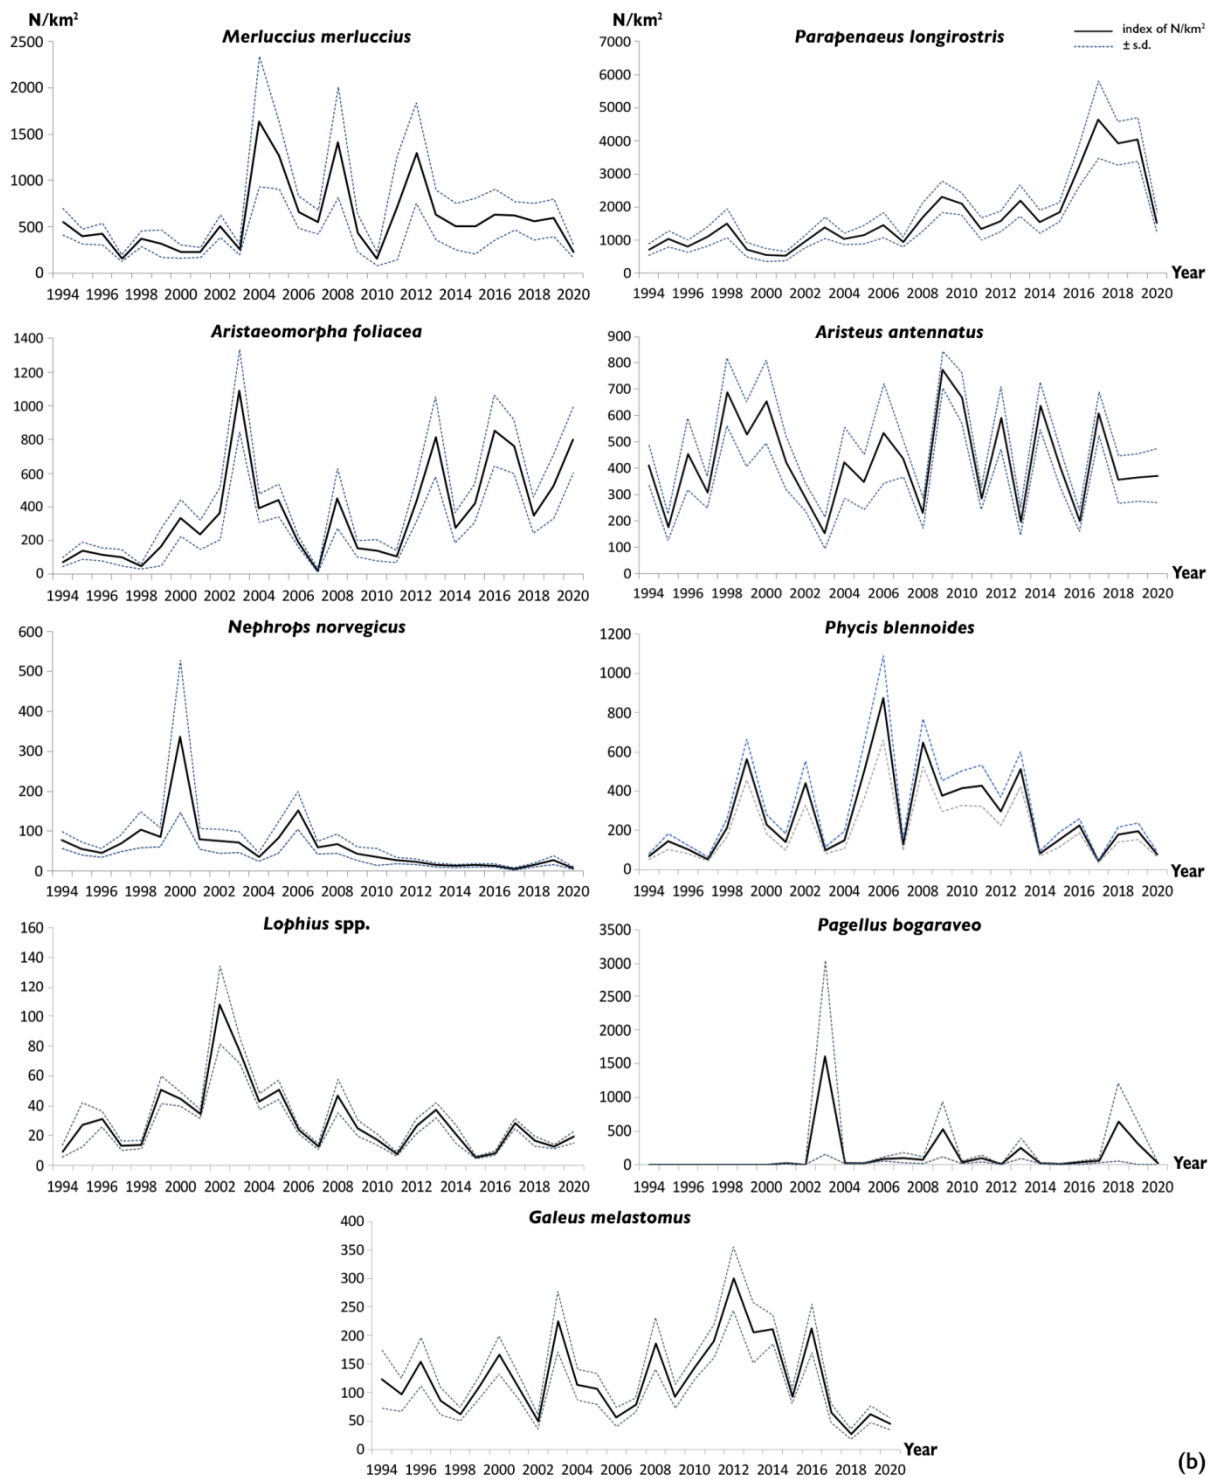 N/km²
Merluccius merluccius
2500
2000
1500
1000
500
0
1994 1996 1998 2000 2002 2004 2006 2008 2010 2012 2014 2016 2018 2020
N/km²
Parapenaeus longirostris
index of N/km²
± s.d.
7000
6000
5000
4000
3000
2000
1000
0
Year
1994 1996 1998 2000 2002 2004 2006 2008 2010 2012 2014 2016 2018 2020
Aristaeomorpha foliacea
1400
1200
1000
800
600
400
200
0
1994 1996 1998 2000 2002 2004 2006 2008 2010 2012 2014 2016 2018 2020
Aristeus antennatus
900
800
700
600
500
400
300
200
100
0
Year
1994 1996 1998 2000 2002 2004 2006 2008 2010 2012 2014 2016 2018 2020
Nephrops norvegicus
600
500
400
300
200
100
0
1994 1996 1998 2000 2002 2004 2006 2008 2010 2012 2014 2016 2018 2020
Phycis blennoides
1200
1000
800
600
400
200
0
Year
1994 1996 1998 2000 2002 2004 2006 2008 2010 2012 2014 2016 2018 2020
Lophius spp.
160
140
120
100
80
60
40
20
0
1994 1996 1998 2000 2002 2004 2006 2008 2010 2012 2014 2016 2018 2020
Pagellus bogaraveo
3500
3000
2500
2000
1500
1000
500
0
Year
1994 1996 1998 2000 2002 2004 2006 2008 2010 2012 2014 2016 2018 2020
Galeus melastomus
400
350
300
250
200
150
100
50
0
Year
1994 1996 1998 2000 2002 2004 2006 2008 2010 2012 2014 2016 2018 2020
(b)